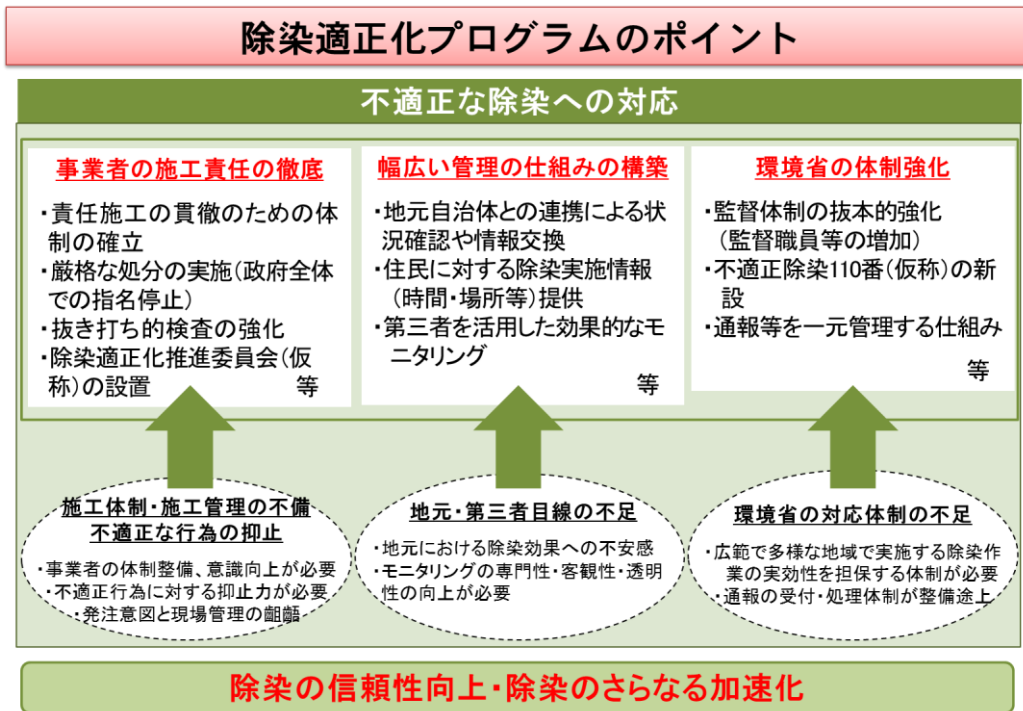 除染適正化プログラムのポイント
不適正な除染への対応
事業者の施工責任の徹底
・責任施工の貫徹のための体
制の確立
・厳格な処分の実施（政府全体
での指名停止）
・抜き打ち的検査の強化
・除染適正化推進委員会（仮
称）の設置 等
幅広い管理の仕組みの構築
・地元自治体との連携による状
況確認や情報交換
・住民に対する除染実施情報
（時間・場所等）提供
・第三者を活用した効果的なモ
ニタリング
等
環境省の体制強化
・監督体制の抜本的強化
（監督職員等の増加）
・不適正除染110番（仮称）の新
設
・通報等を一元管理する仕組み
等
施工体制・施工管理の不備
不適正な行為の抑止
・事業者の体制整備、意識向上が必要
・不適正行為に対する抑止力が必要
・発注意図と現場管理の齟齬
地元・第三者目線の不足
・地元における除染効果への不安感
・モニタリングの専門性・客観性・透明
性の向上が必要
環境省の対応体制の不足
・広範で多様な地域で実施する除染作
業の実効性を担保する体制が必要
・通報の受付・処理体制が整備途上
除染の信頼性向上・除染のさらなる加速化